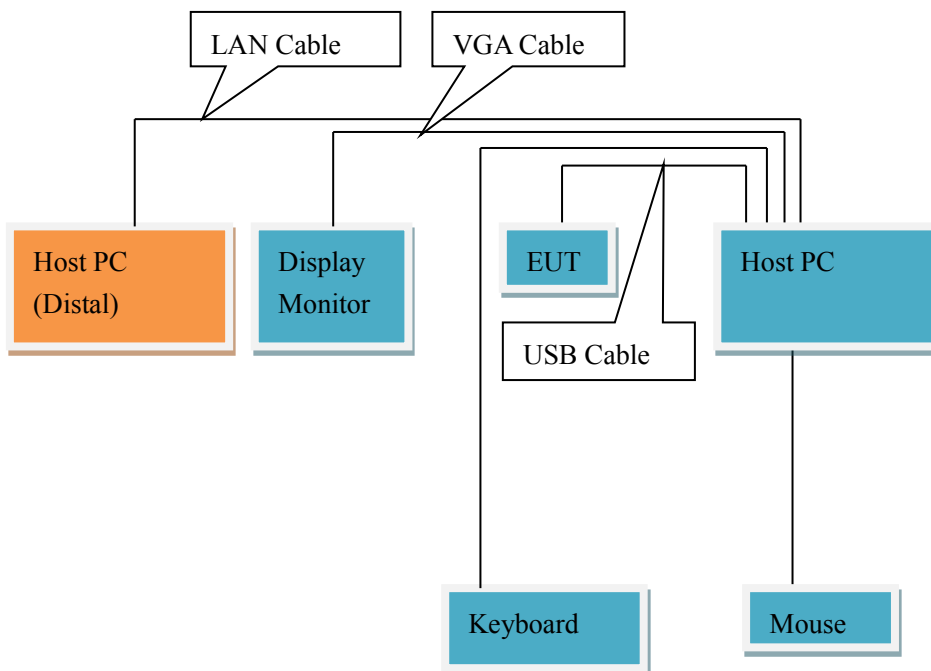 LAN Cable
VGA Cable
Host PC
(Distal)
Display
Monitor
EUT
Host PC
USB Cable
Keyboard
Mouse